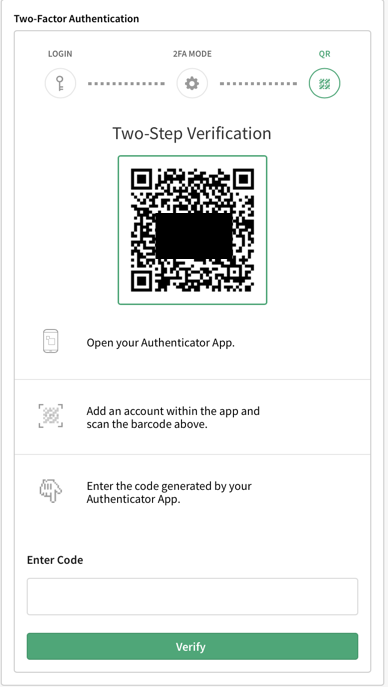 Two-Factor Authentication
LOGIN
2FA MODE
QR
Two-Step Verification
Open your Authenticator App.
Add an account within the app and
scan the barcode above.
Enter the code generated by your
Authenticator App.
Enter Code
Verify